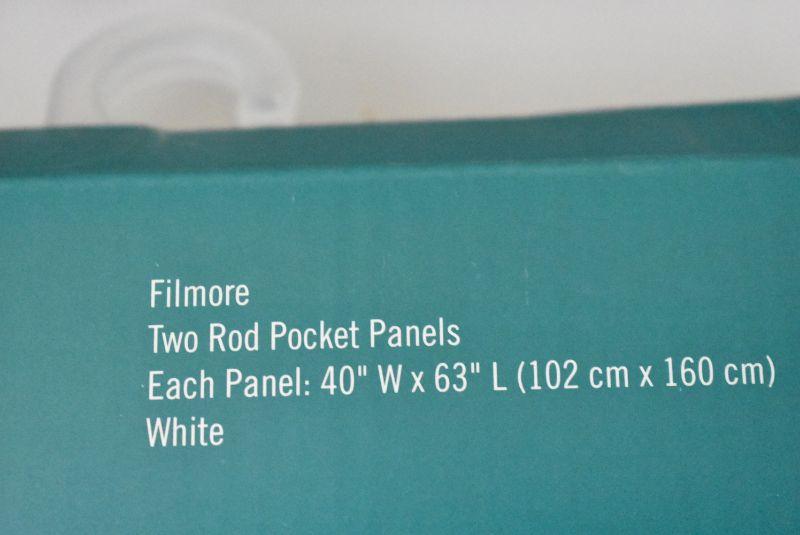 Filmore
Two Rod Pocket Panels
Each Panel: 40" W x 63" L (102 cm x 160 cm)
White